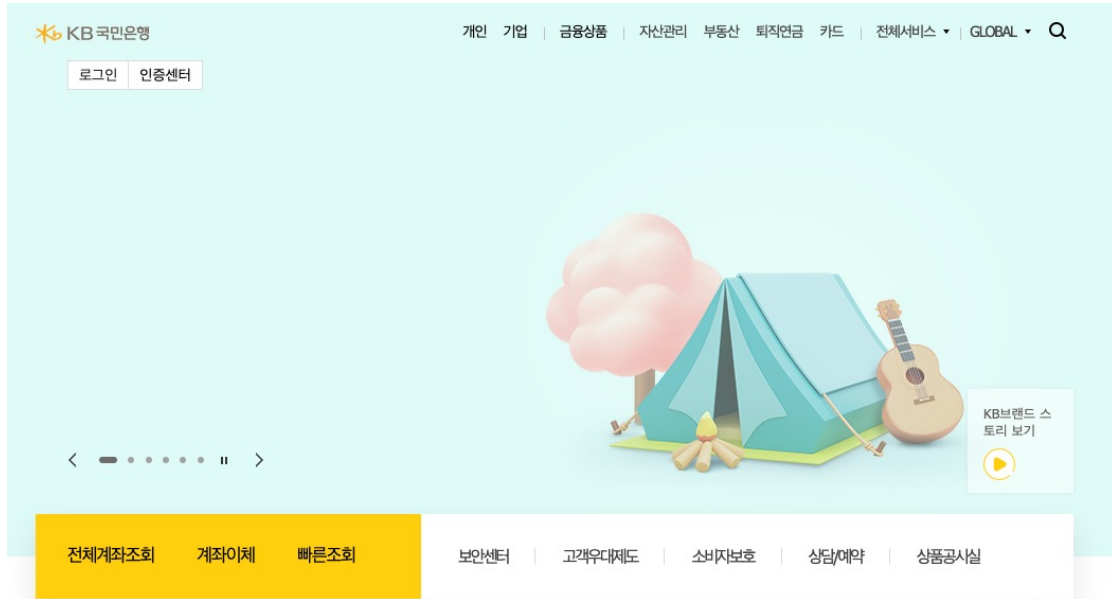 KB 국민은행
개인 기업 금융상품 자산관리 부동산 퇴직연금 카드 전체서비스 GLOBAL
로그인 인증센터
KB브랜드 스
토리 보기
전체계좌조회 계좌이체 빠른조회 보안센터 고객우대제도 소비자보호 상담/예약 상품공시실